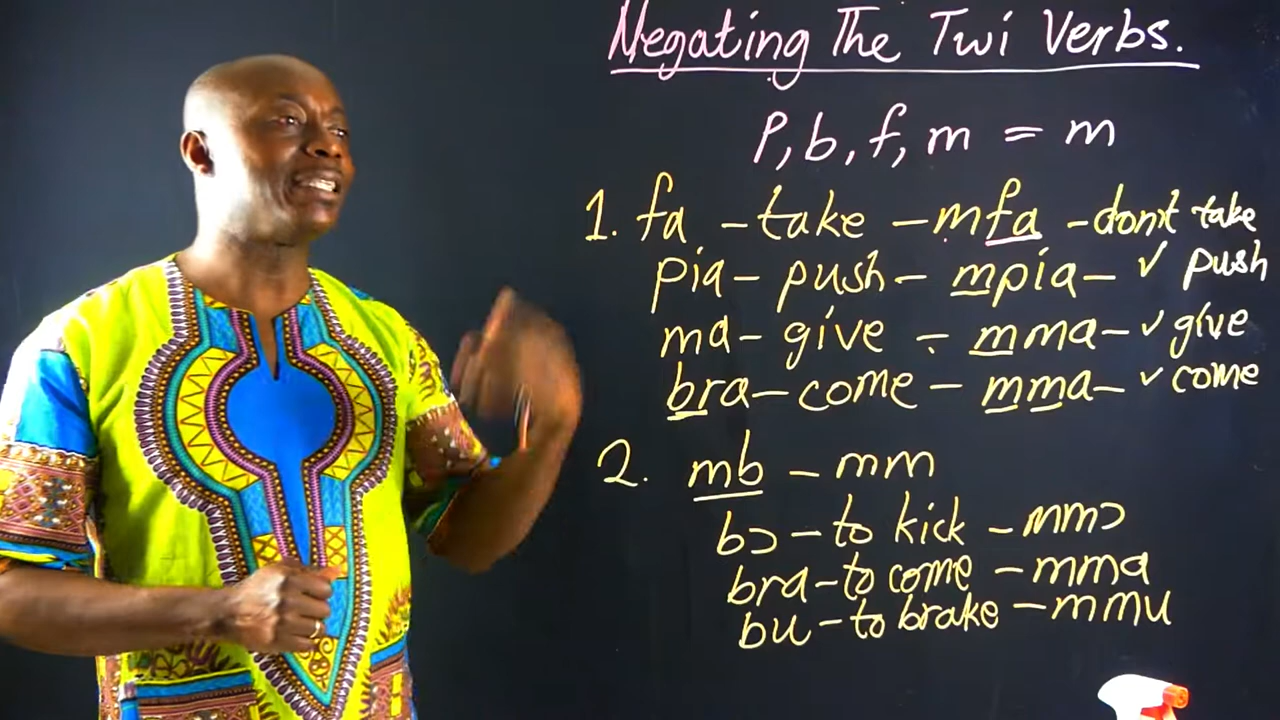 Negating The Twi Verbs.
P, b, f, m = m
1. fa - take - mfa - don't take
pia - push - mpia - ✓ push
ma - give - mma - ✓ give
bra - come - mma - ✓ come
2. mb - mm
bɔ - to kick - mmɔ
bra - to come - mma
bu - to brake - mmu